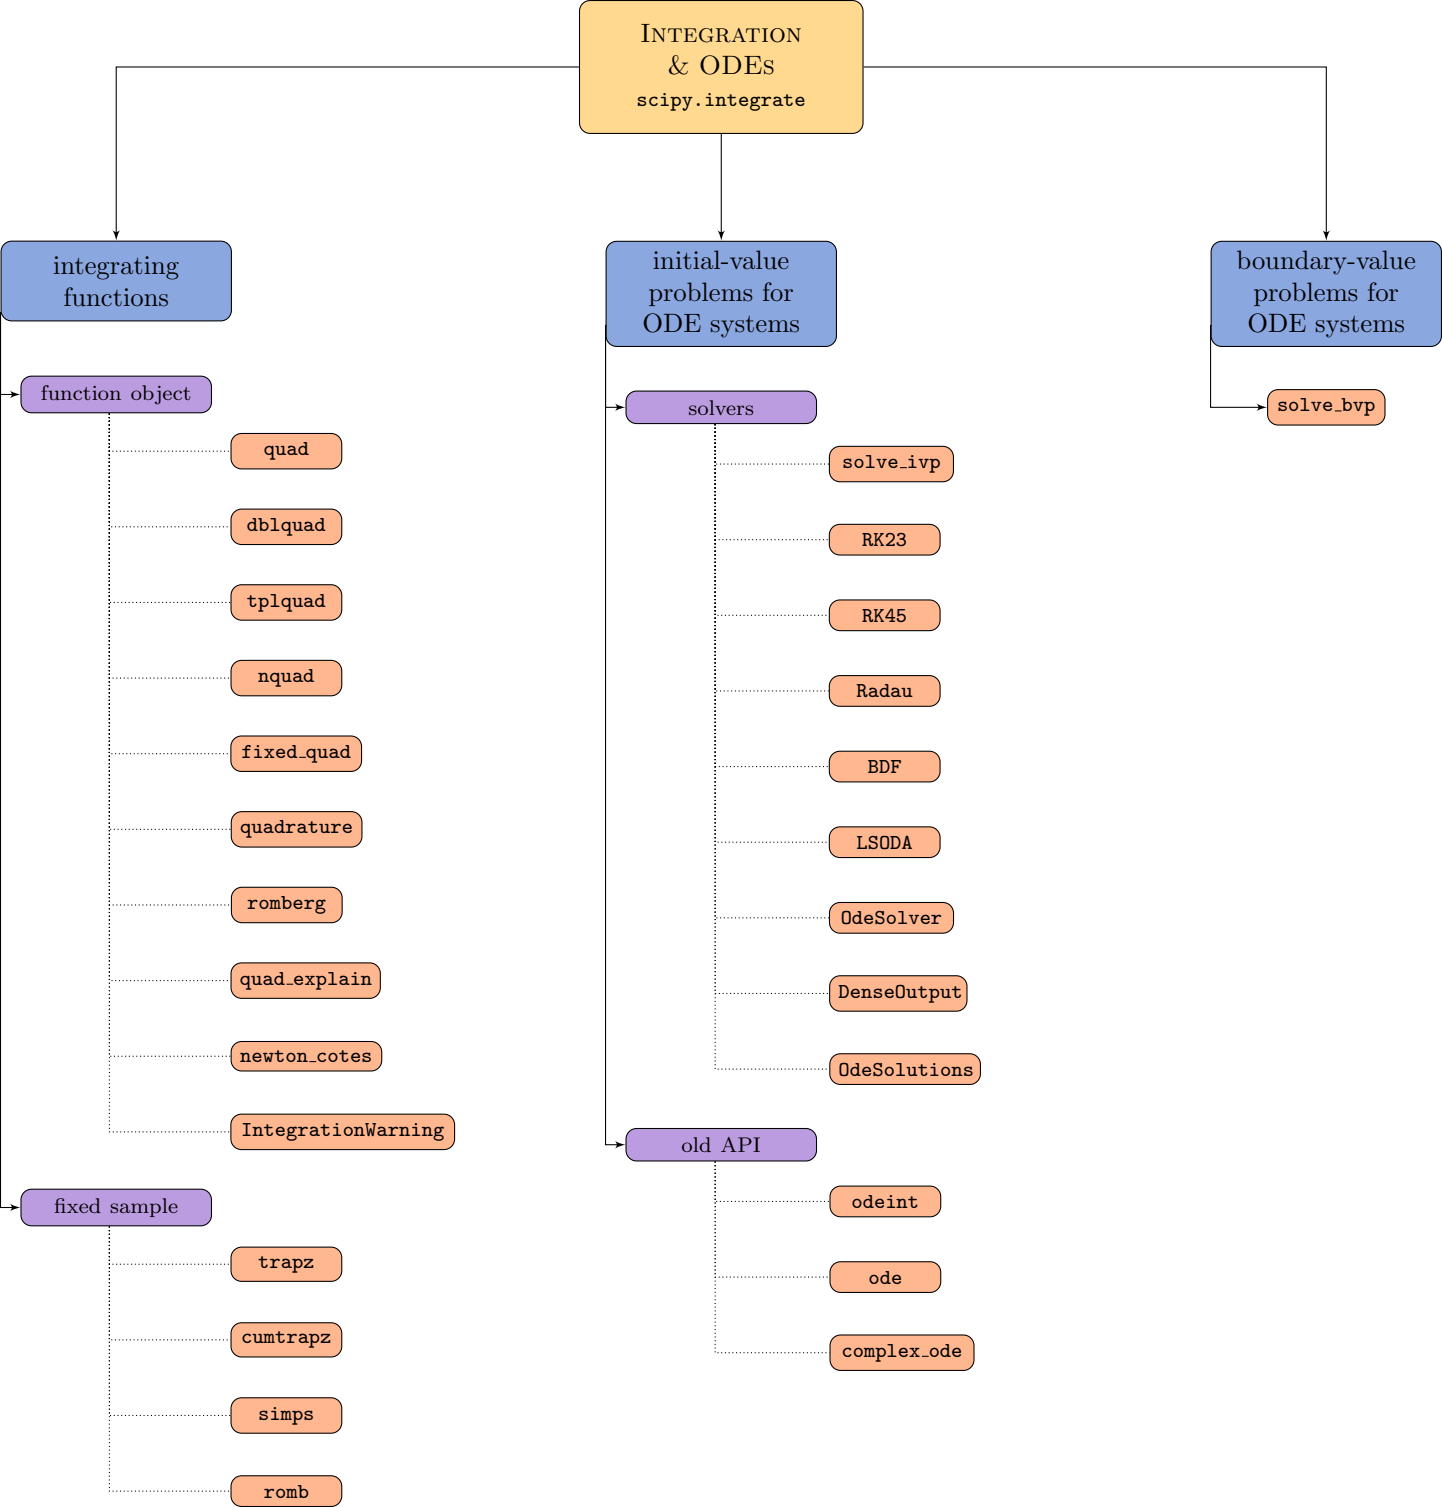 INTEGRATION
& ODES
scipy.integrate
integrating
functions
function object
quad
dblquad
tplquad
nquad
fixed_quad
quadrature
romberg
quad_explain
newton_cotes
IntegrationWarning
fixed sample
trapz
cumtrapz
simps
romb
initial-value
problems for
ODE systems
solvers
solve_ivp
RK23
RK45
Radau
BDF
LSODA
OdeSolver
DenseOutput
OdeSolutions
old API
odeint
ode
complex_ode
boundary-value
problems for
ODE systems
solve_bvp